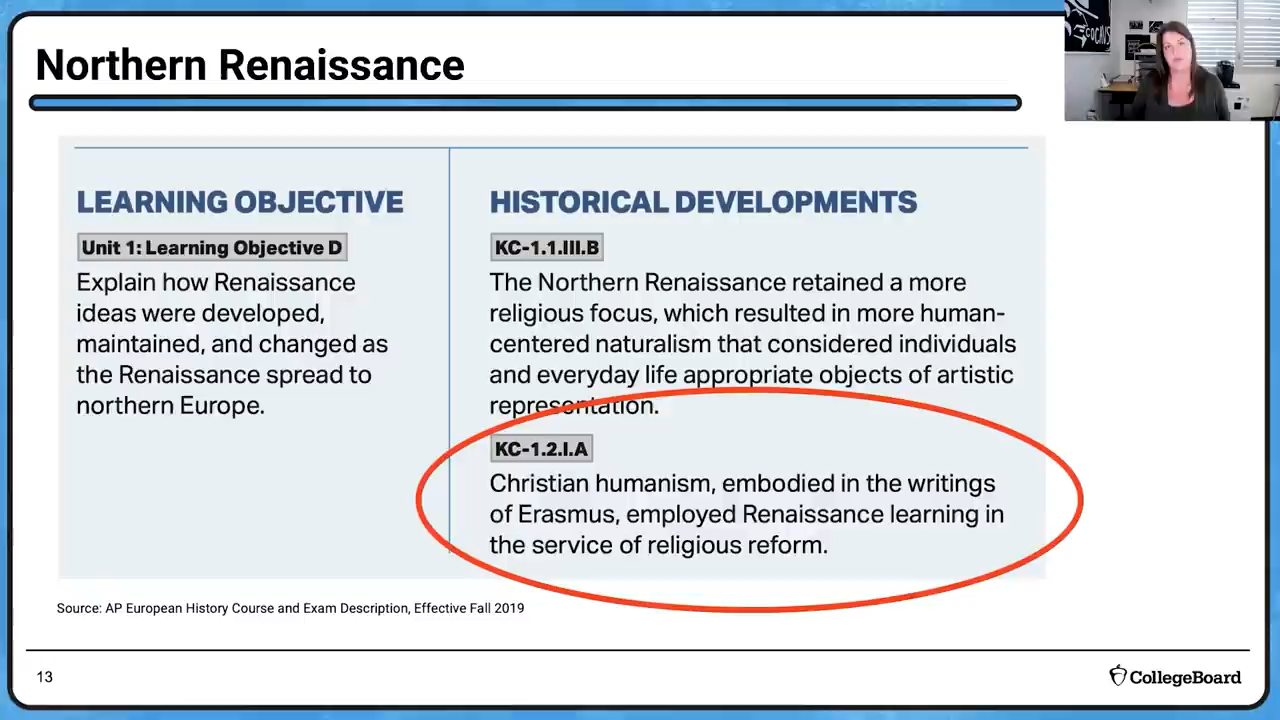 Northern Renaissance
LEARNING OBJECTIVE
Unit 1: Learning Objective D
Explain how Renaissance
ideas were developed,
maintained, and changed as
the Renaissance spread to
northern Europe.
HISTORICAL DEVELOPMENTS
KC-1.1.III.B
The Northern Renaissance retained a more
religious focus, which resulted in more human-
centered naturalism that considered individuals
and everyday life appropriate objects of artistic
representation.
KC-1.2.I.A
Christian humanism, embodied in the writings
of Erasmus, employed Renaissance learning in
the service of religious reform.
Source: AP European History Course and Exam Description, Effective Fall 2019
13
CollegeBoard